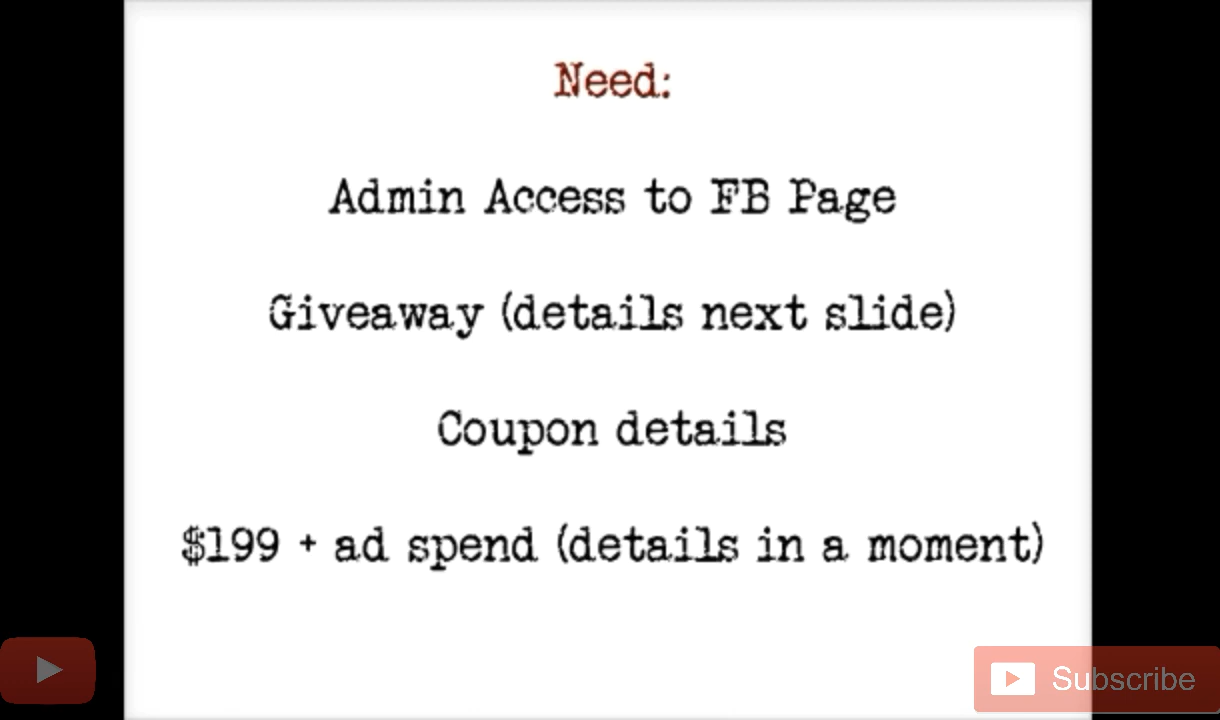 Need:
Admin Access to FB Page
Giveaway (details next slide)
Coupon details
$199 + ad spend (details in a moment)
Subscribe